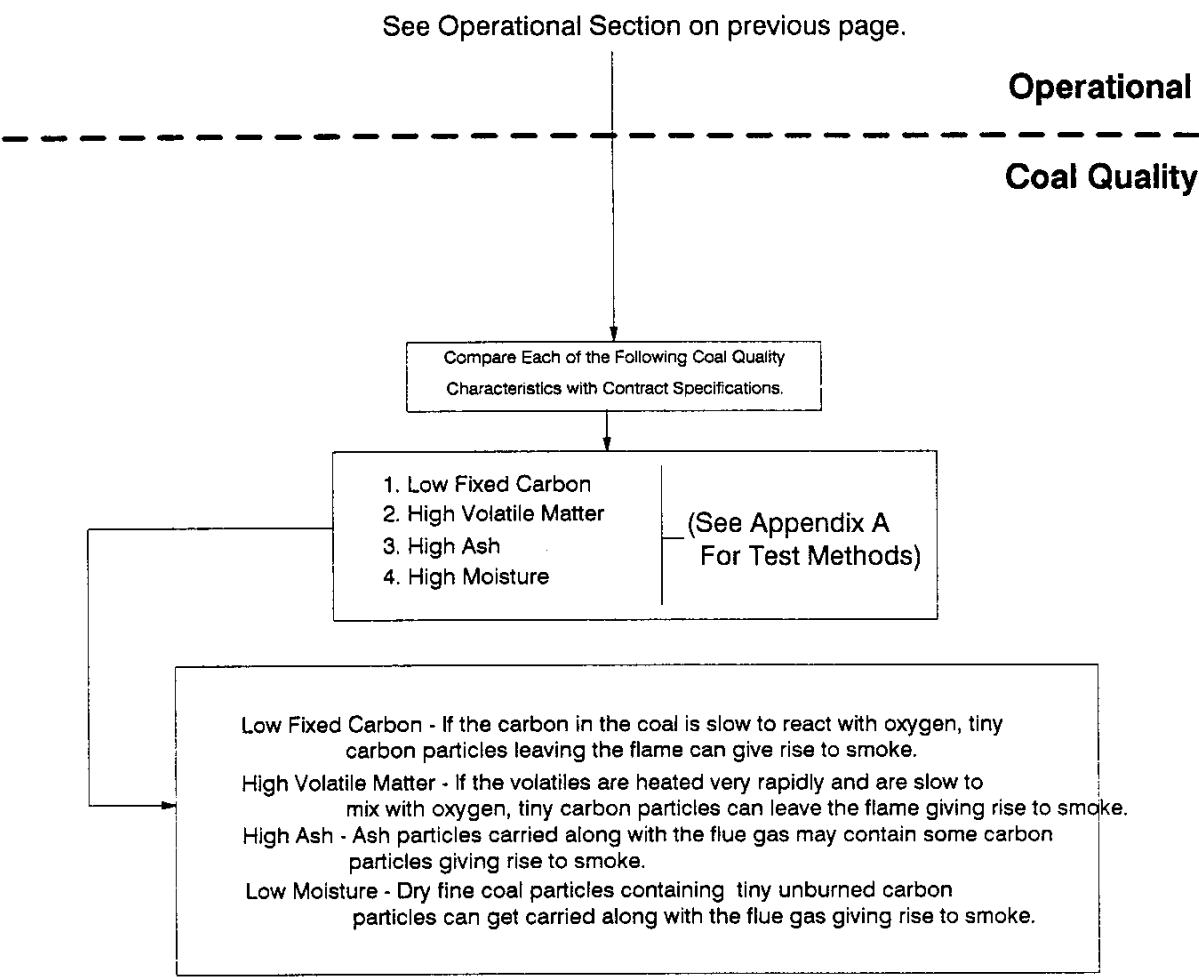 See Operational Section on previous page.
Operational
Coal Quality
Compare Each of the Following Coal Quality
Characteristics with Contract Specifications.
1. Low Fixed Carbon
2. High Volatile Matter
3. High Ash
4. High Moisture
(See Appendix A
For Test Methods)
Low Fixed Carbon - If the carbon in the coal is slow to react with oxygen, tiny
carbon particles leaving the flame can give rise to smoke.
High Volatile Matter - If the volatiles are heated very rapidly and are slow to
mix with oxygen, tiny carbon particles can leave the flame giving rise to smoke.
High Ash - Ash particles carried along with the flue gas may contain some carbon
particles giving rise to smoke.
Low Moisture - Dry fine coal particles containing tiny unburned carbon
particles can get carried along with the flue gas giving rise to smoke.